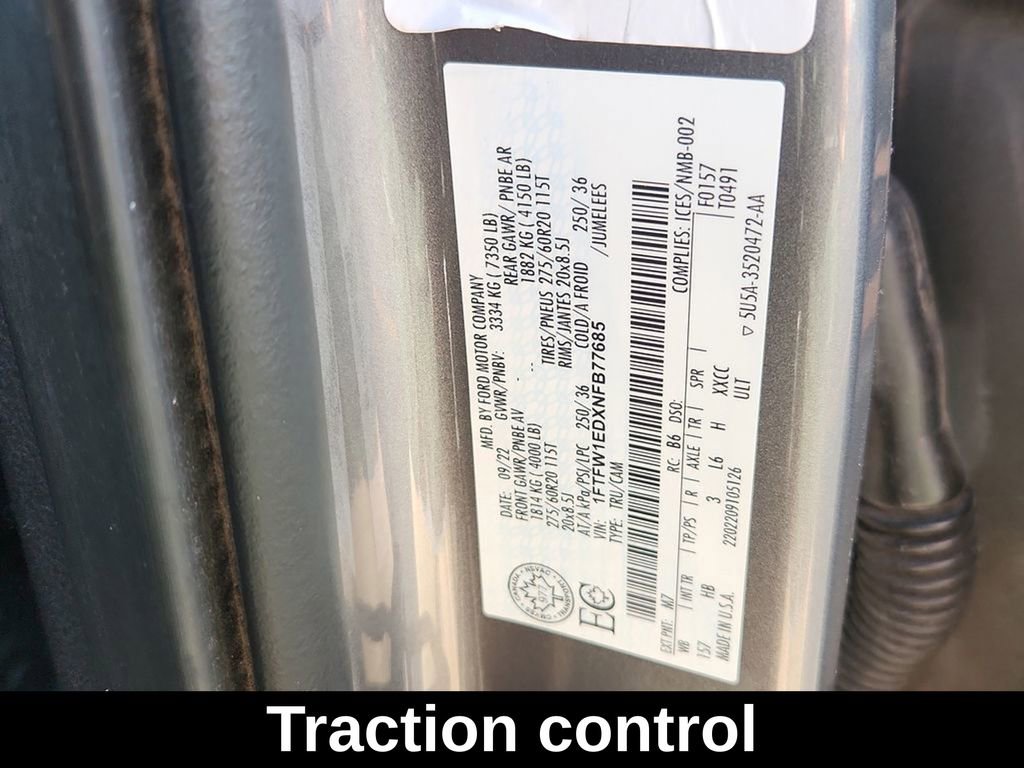 MFD. BY FORD MOTOR COMPANY
DATE: 09/22 GVWR/PNBV: 3334 KG (7350 LB)
FRONT GAWR/PNBE AV REAR GAWR/ PNBE AR
1814 KG (4000 LB) 1882 KG (4150 LB)
275/60R20 115T TIRES/PNEUS 275/60R20 115T
20x8.5J RIMS/JANTES 20x8.5J
AT/A kPa/PSI/LPC 250/ 36 COLD/A FROID 250/ 36
VIN: 1FTFW1EDXNFB77685 /JUMELEES
TYPE: TRU/CAM
EC
COMPLIES: ICES/NMB-002
EXT PNT: M7 RC: B6 DSO: F0157
WB INT TR TP/PS R AXLE TR SPR T0491
157 HB 3 L6 H XXCC
MADE IN U.S.A. 2202209105126 ULT
5U5A-3520472-AA
Traction control